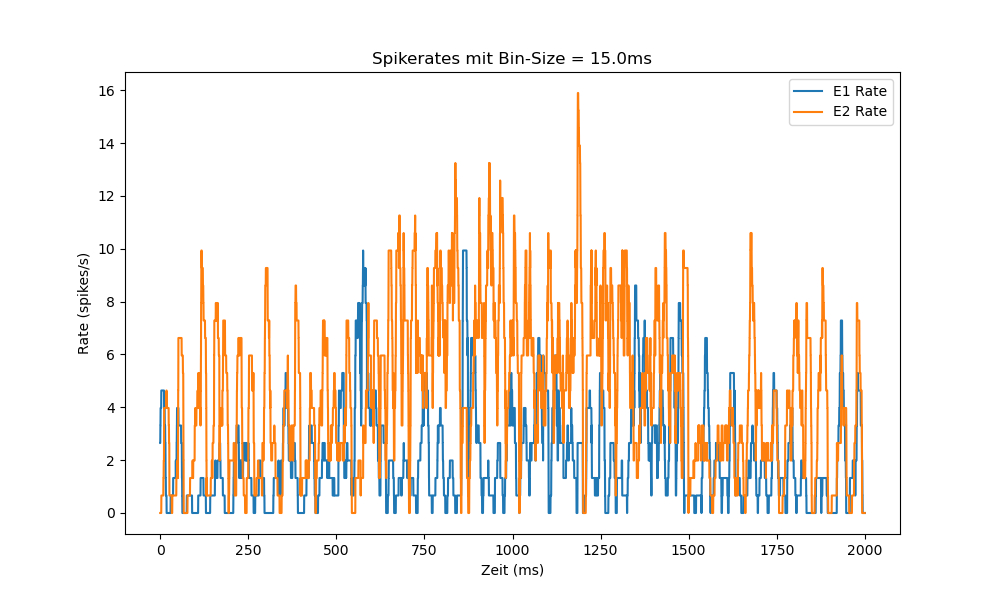 Spikerates mit Bin-Size = 15.0ms
E1 Rate
E2 Rate
16
14
12
10
8
6
4
2
0
Rate (spikes/s)
0 250 500 750 1000 1250 1500 1750 2000
Zeit (ms)